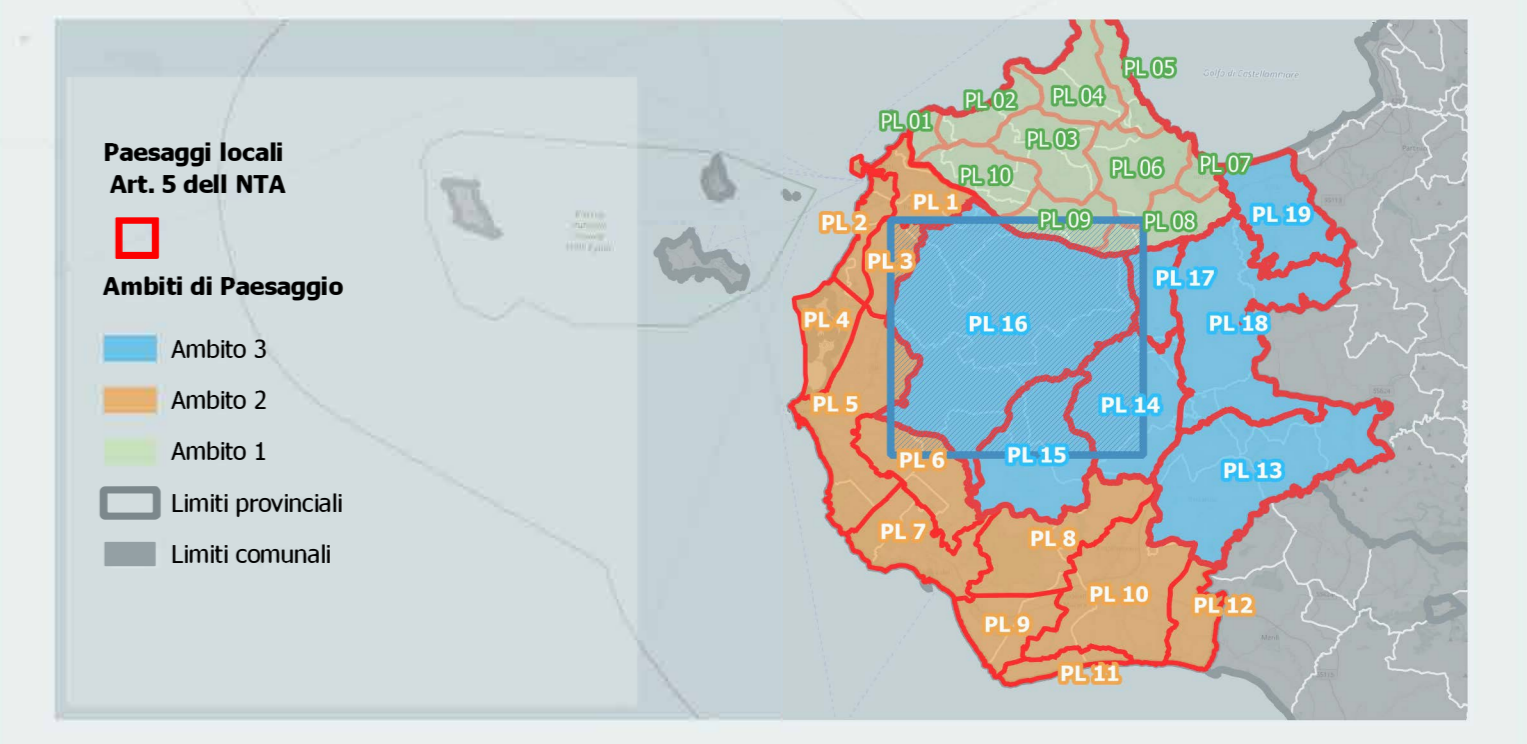 Paesaggi locali
Art. 5 dell NTA
Ambiti di Paesaggio
Ambito 3
Ambito 2
Ambito 1
Limiti provinciali
Limiti comunali
PL 05
Golfo di Castellammare
PL 02
PL 04
PL 01
PL 03
PL 06
PL 07
PL 10
PL 1
PL 2
PL 09
PL 08
PL 19
PL 3
PL 17
PL 4
PL 16
PL 18
PL 5
PL 14
PL 6
PL 15
PL 13
PL 7
PL 8
PL 10
PL 12
PL 9
PL 11
Menfi